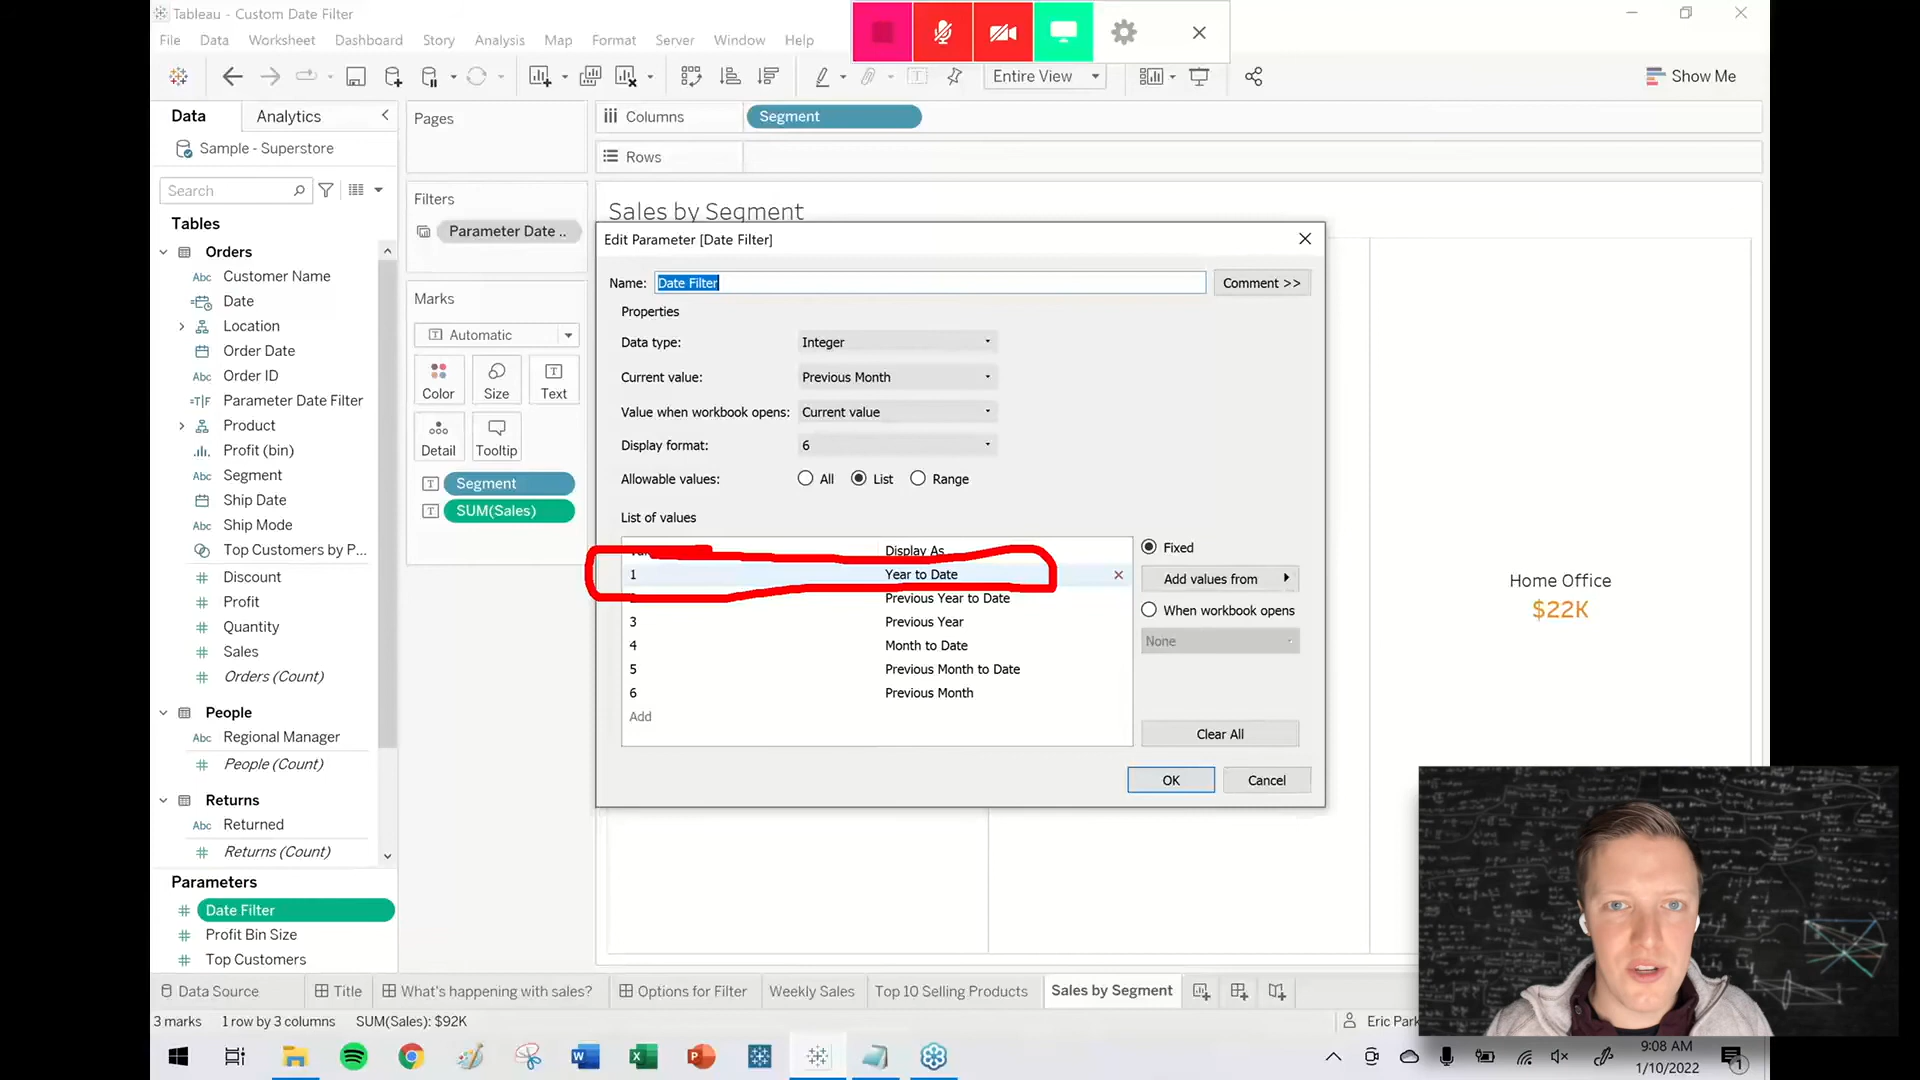 Tableau - Custom Date Filter
File Data Worksheet Dashboard Story Analysis Map Format Server Window Help
Entire View
Show Me
Data Analytics
Sample - Superstore
Search
Tables
Orders
Abc Customer Name
Date
Location
Order Date
Abc Order ID
=T|F Parameter Date Filter
Product
Profit (bin)
Abc Segment
Ship Date
Abc Ship Mode
Top Customers by P...
# Discount
# Profit
# Quantity
# Sales
# Orders (Count)
People
Abc Regional Manager
# People (Count)
Returns
Abc Returned
# Returns (Count)
Parameters
# Date Filter
# Profit Bin Size
# Top Customers
Pages
Filters
Parameter Date ..
Marks
Automatic
Color Size Text
Detail Tooltip
Segment
SUM(Sales)
Columns Segment
Rows
Sales by Segment
Edit Parameter [Date Filter]
Name: Date Filter Comment >>
Properties
Data type: Integer
Current value: Previous Month
Value when workbook opens: Current value
Display format: 6
Allowable values: All List Range
List of values
Display As
1 Year to Date
Previous Year to Date
3 Previous Year
4 Month to Date
5 Previous Month to Date
6 Previous Month
Add
Fixed
Add values from
When workbook opens
None
Clear All
OK Cancel
Home Office
$22K
Data Source Title What's happening with sales? Options for Filter Weekly Sales Top 10 Selling Products Sales by Segment
3 marks 1 row by 3 columns SUM(Sales): $92K
Eric Park
9:08 AM
1/10/2022
1